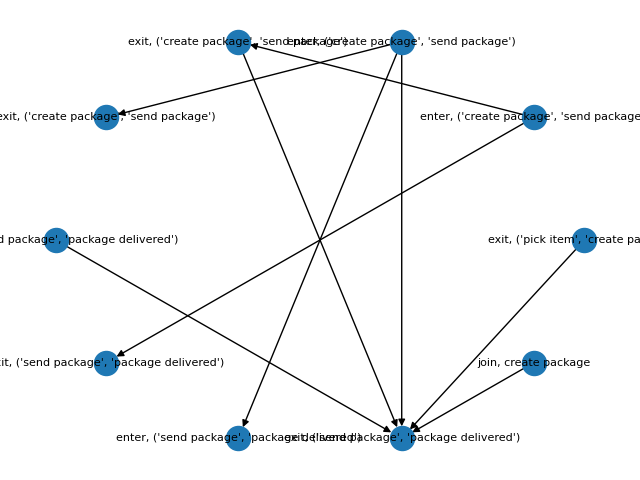 exit, ('create package', 'send package')
enter, ('create package', 'send package')
exit, ('create package', 'send package')
enter, ('create package', 'send package
d package', 'package delivered')
exit, ('pick item', 'create pa
it, ('send package', 'package delivered')
join, create package
enter, ('send package', 'package delivered')
exit, ('send package', 'package delivered')